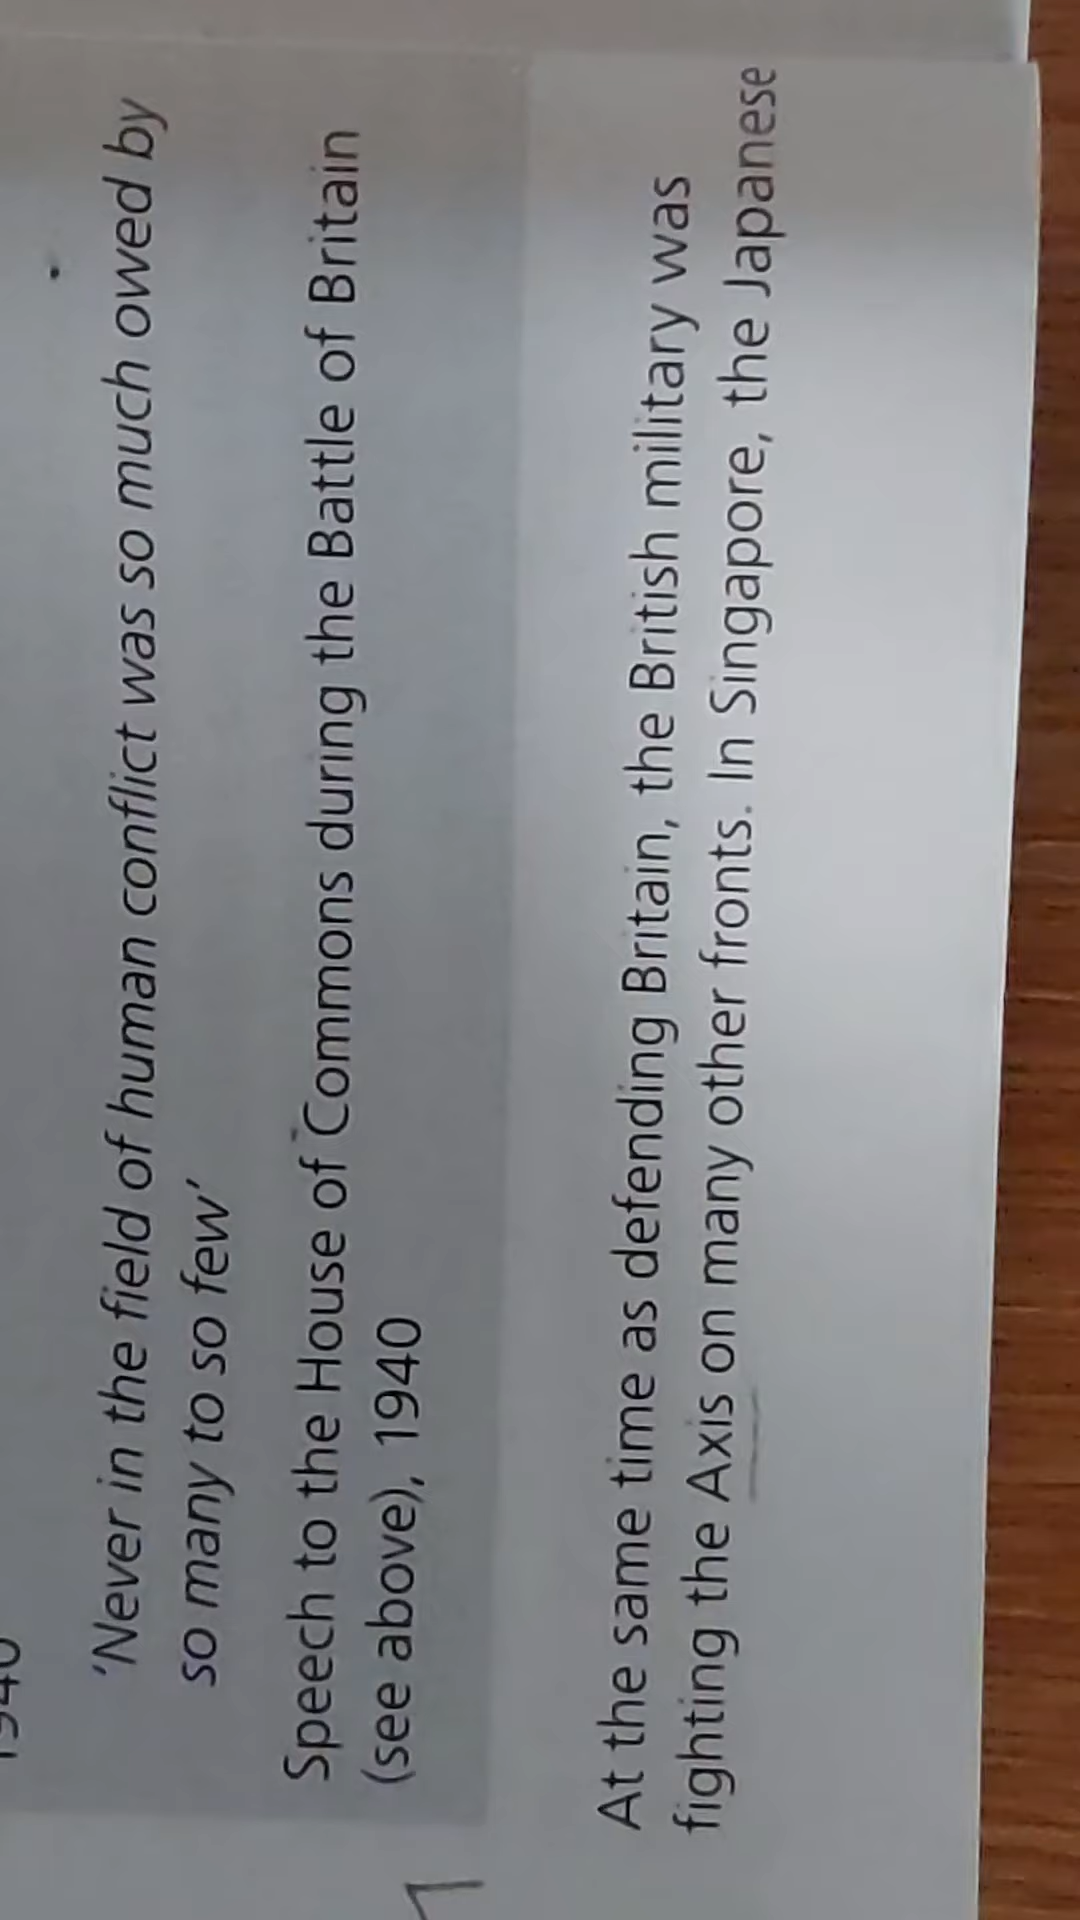 1940
'Never in the field of human conflict was so much owed by
so many to so few'
Speech to the House of Commons during the Battle of Britain
(see above), 1940
At the same time as defending Britain, the British military was
fighting the Axis on many other fronts. In Singapore, the Japanese